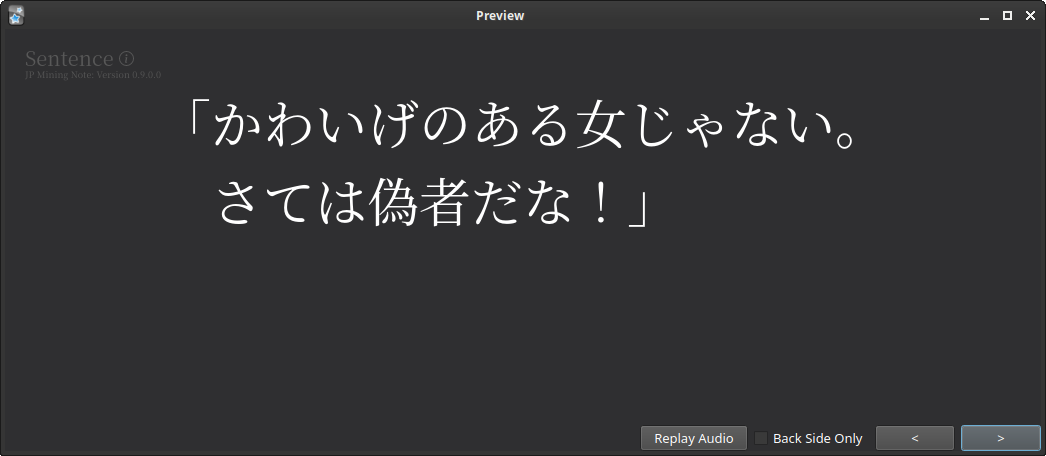 Preview
Sentence
JP Mining Note: Version 0.9.0.0
「かわいげのある女じゃない。
さては偽者だな！」
Replay Audio
Back Side Only
<
>